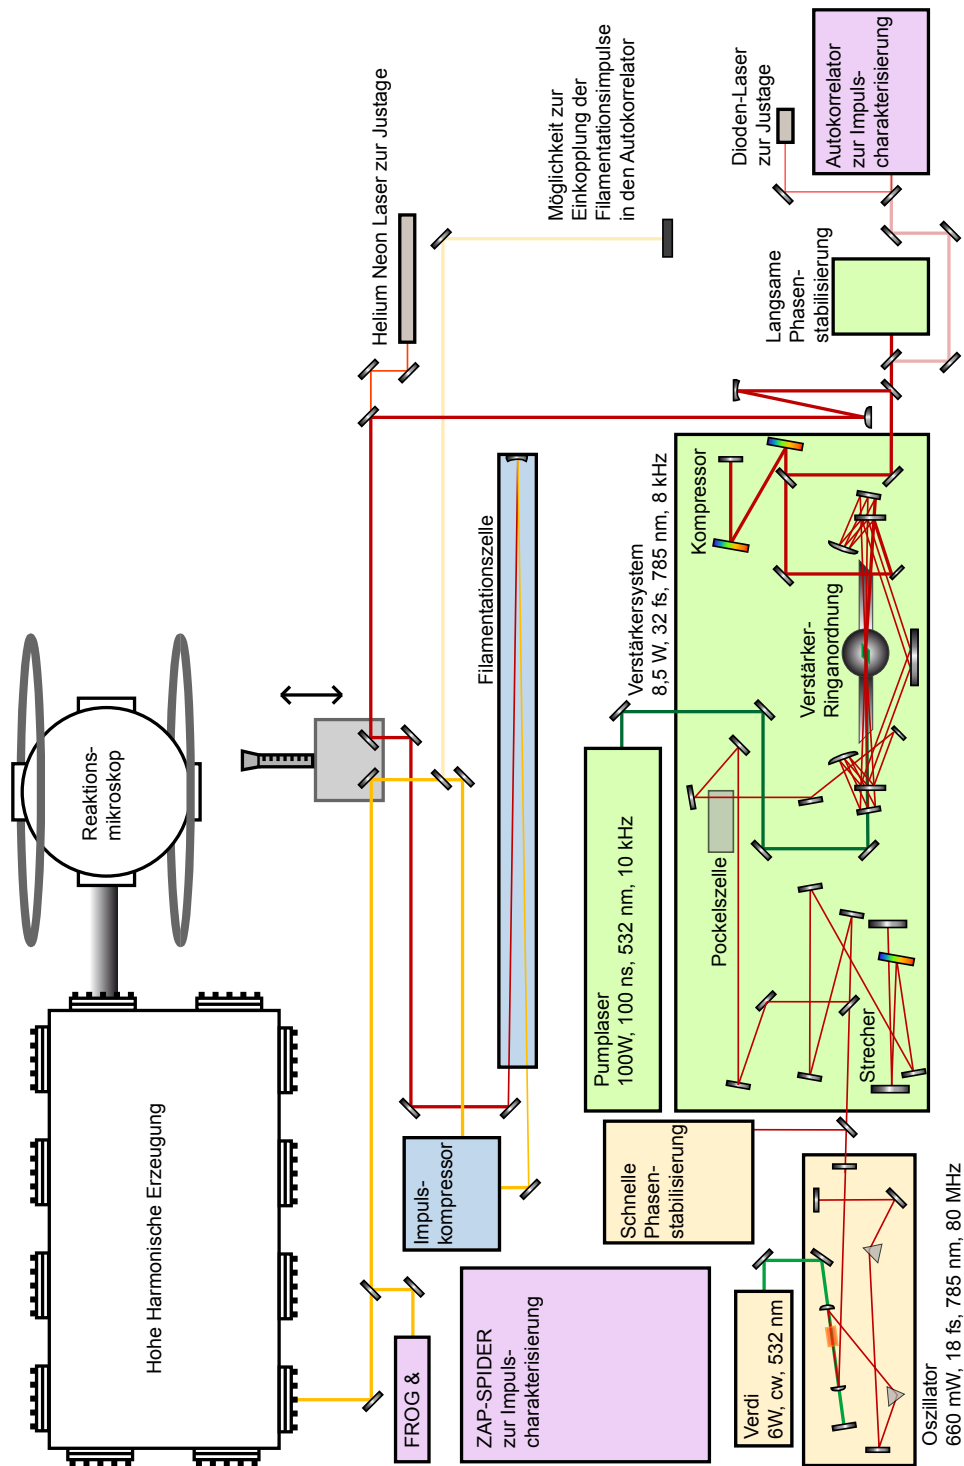 Hohe Harmonische Erzeugung
Reaktions-
mikroskop
Helium Neon Laser zur Justage
Möglichkeit zur
Einkopplung der
Filamentationsimpulse
in den Autokorrelator
Dioden-Laser
zur Justage
Autokorrelator
zur Impuls-
charakterisierung
Langsame
Phasen-
stabilisierung
Filamentationszelle
Impuls-
kompressor
FROG &
ZAP-SPIDER
zur Impuls-
charakterisierung
Verstärkersystem
8,5 W, 32 fs, 785 nm, 8 kHz
Kompressor
Verstärker-
Ringanordnung
Pumplaser
100W, 100 ns, 532 nm, 10 kHz
Pockelszelle
Strecher
Schnelle
Phasen-
stabilisierung
Verdi
6W, cw, 532 nm
Oszillator
660 mW, 18 fs, 785 nm, 80 MHz